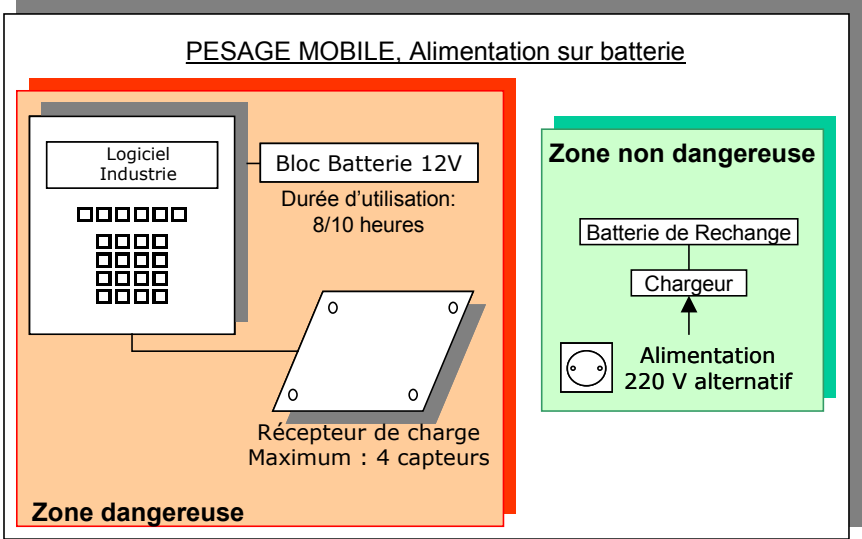 PESAGE MOBILE, Alimentation sur batterie
Logiciel
Industrie
Bloc Batterie 12V
Durée d’utilisation:
8/10 heures
Récepteur de charge
Maximum : 4 capteurs
Zone dangereuse
Zone non dangereuse
Batterie de Rechange
Chargeur
Alimentation
220 V alternatif